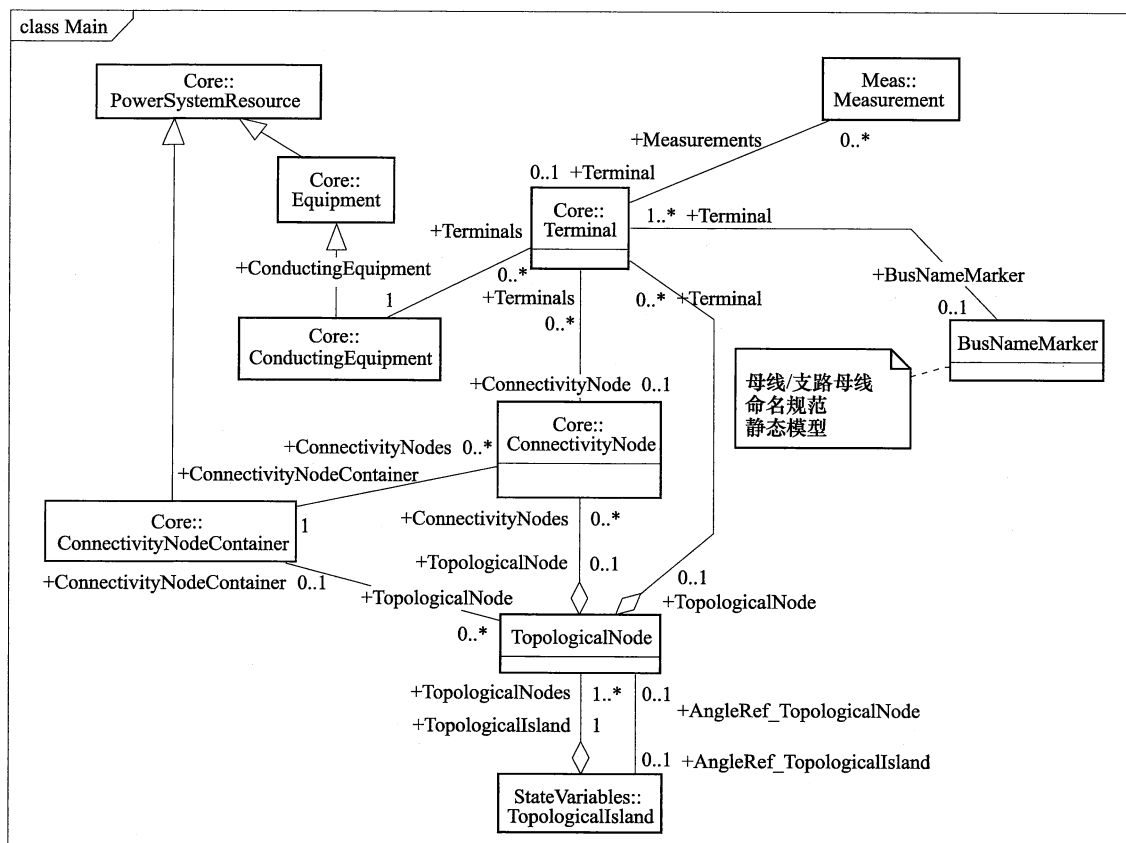 class Main
Core::
PowerSystemResource
Meas::
Measurement
+Measurements
0..*
Core::
Equipment
0..1 +Terminal
Core::
Terminal
1..* +Terminal
+Terminals
0..*
+ConductingEquipment
1
+BusNameMarker
0..1
+Terminals
0..*
0..* +Terminal
Core::
ConductingEquipment
BusNameMarker
母线/支路母线
命名规范
静态模型
+ConnectivityNode 0..1
Core::
ConnectivityNode
+ConnectivityNodes 0..*
+ConnectivityNodeContainer
1
Core::
ConnectivityNodeContainer
+ConnectivityNodes 0..*
+TopologicalNode 0..1
+ConnectivityNodeContainer 0..1
+TopologicalNode
0..*
0..1
+TopologicalNode
TopologicalNode
+TopologicalNodes 1..*
0..1
+AngleRef_TopologicalNode
+TopologicalIsland 1
0..1 +AngleRef_TopologicalIsland
StateVariables::
TopologicalIsland